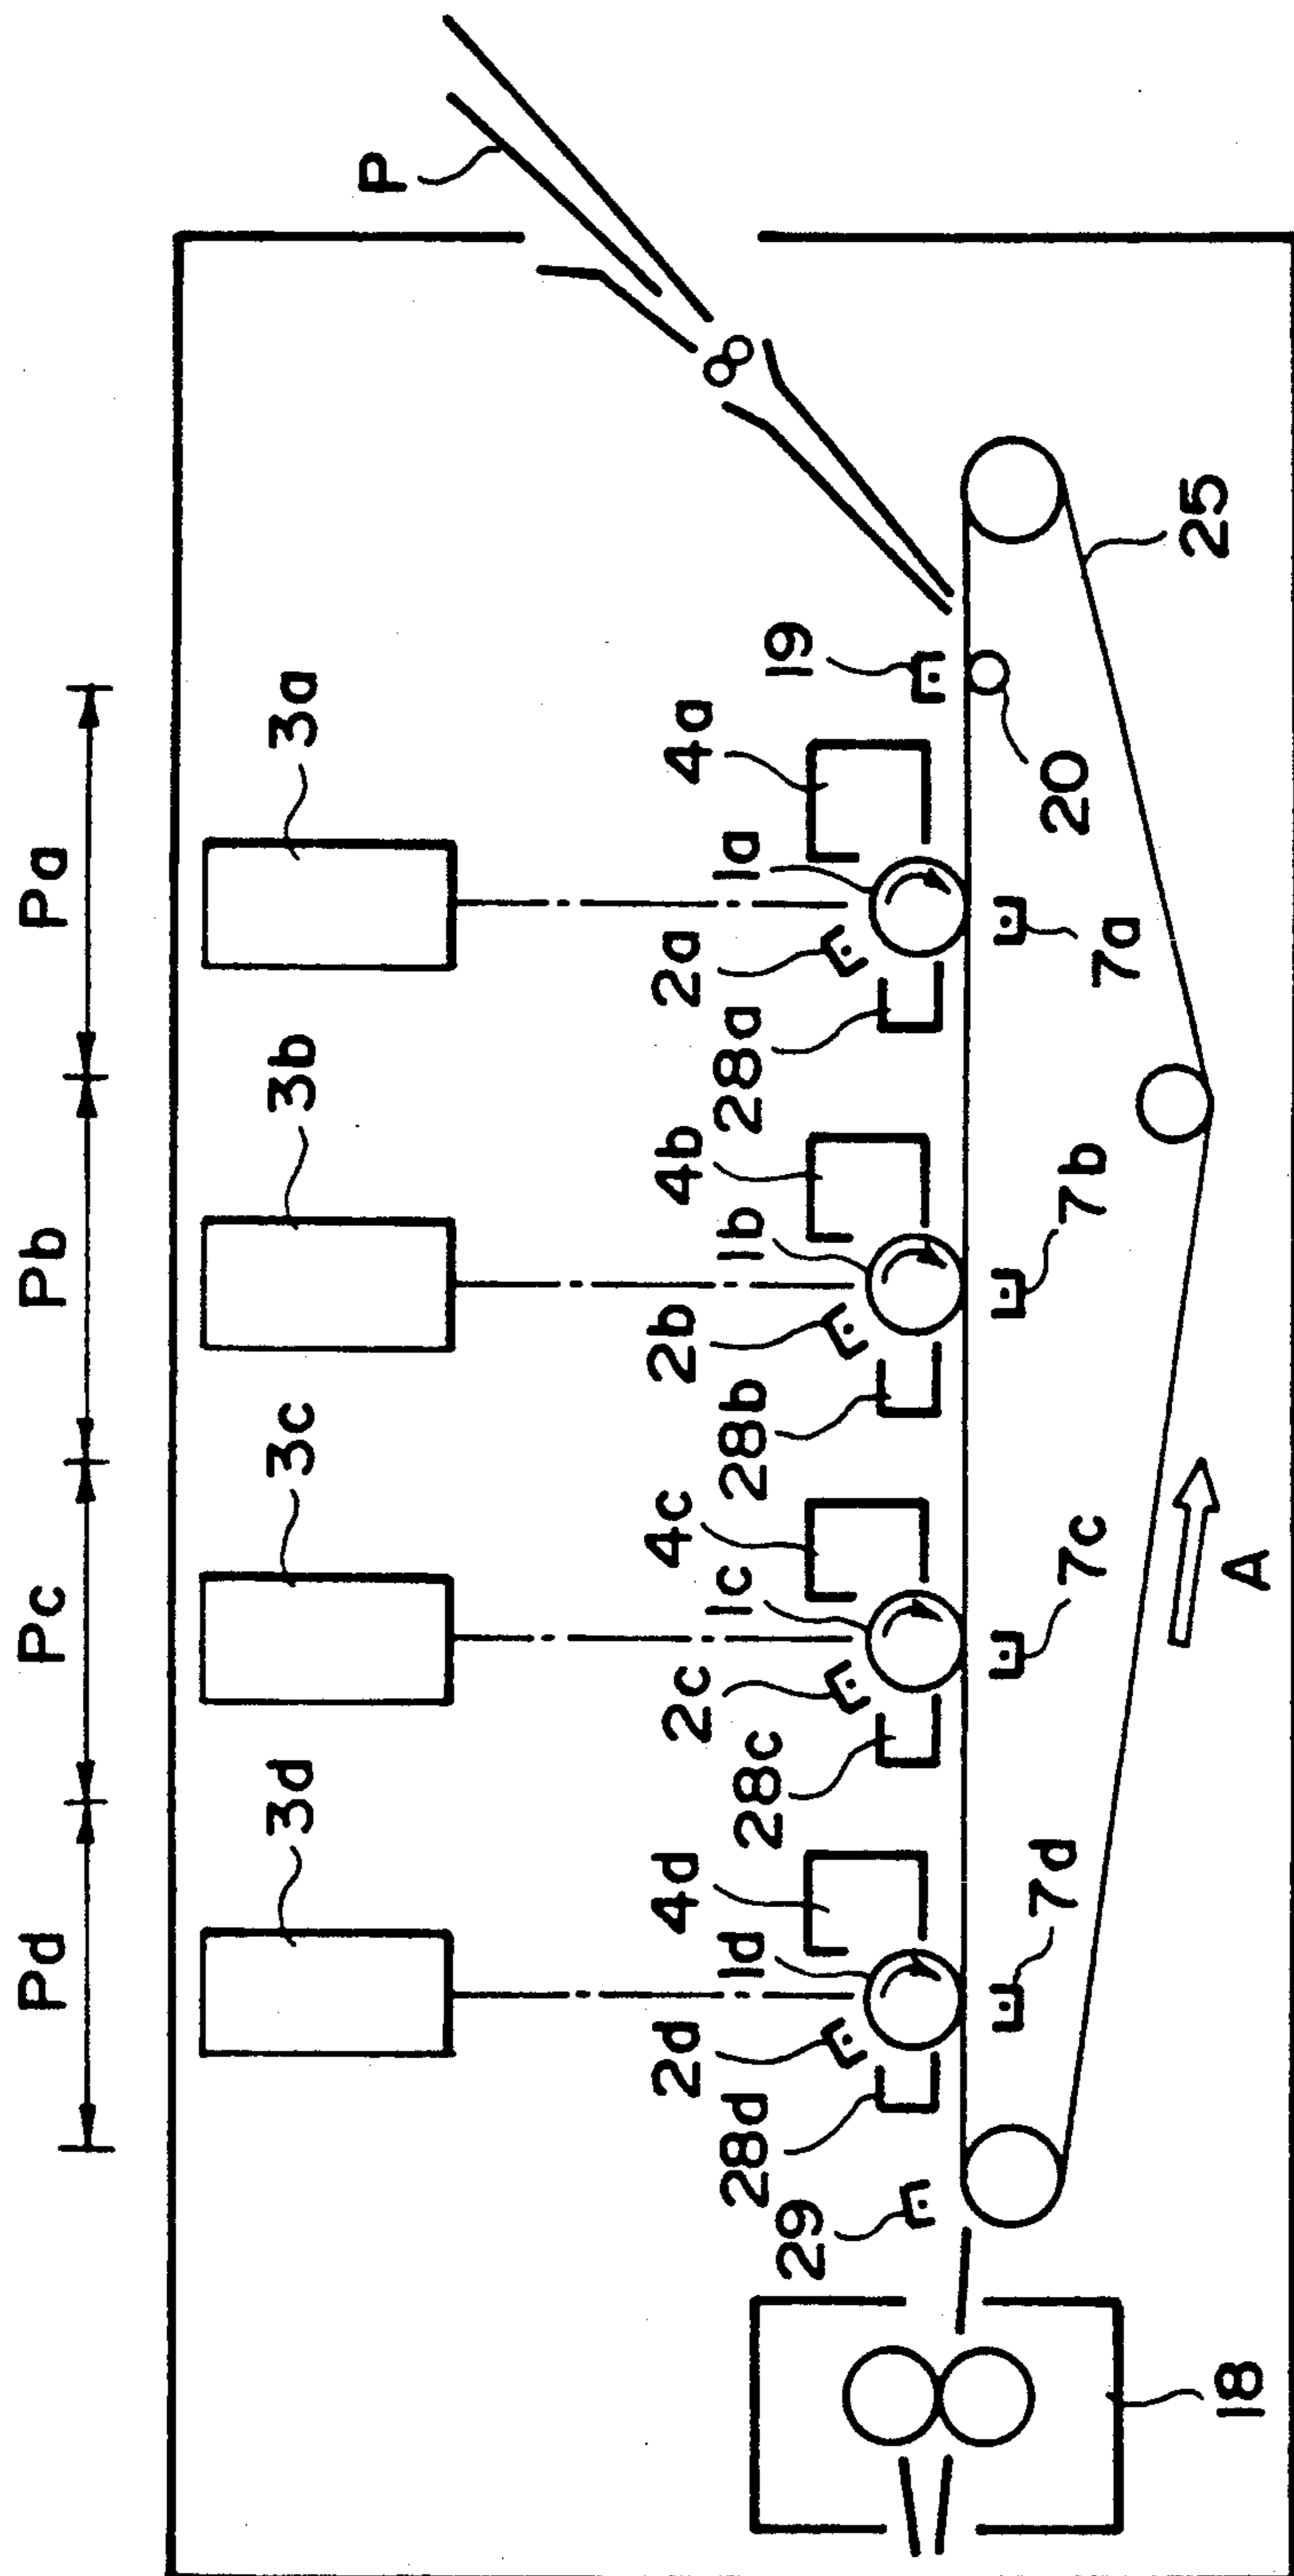 Pd Pc Pb Pa
3d 3c 3b 3a
P
2d 4d 2c 4c 2b 4b 2a 4a
28d 1d 28c 1c 28b 1b 28a 1a
29 19
7d 7c 7b 7a 20
18 A 25